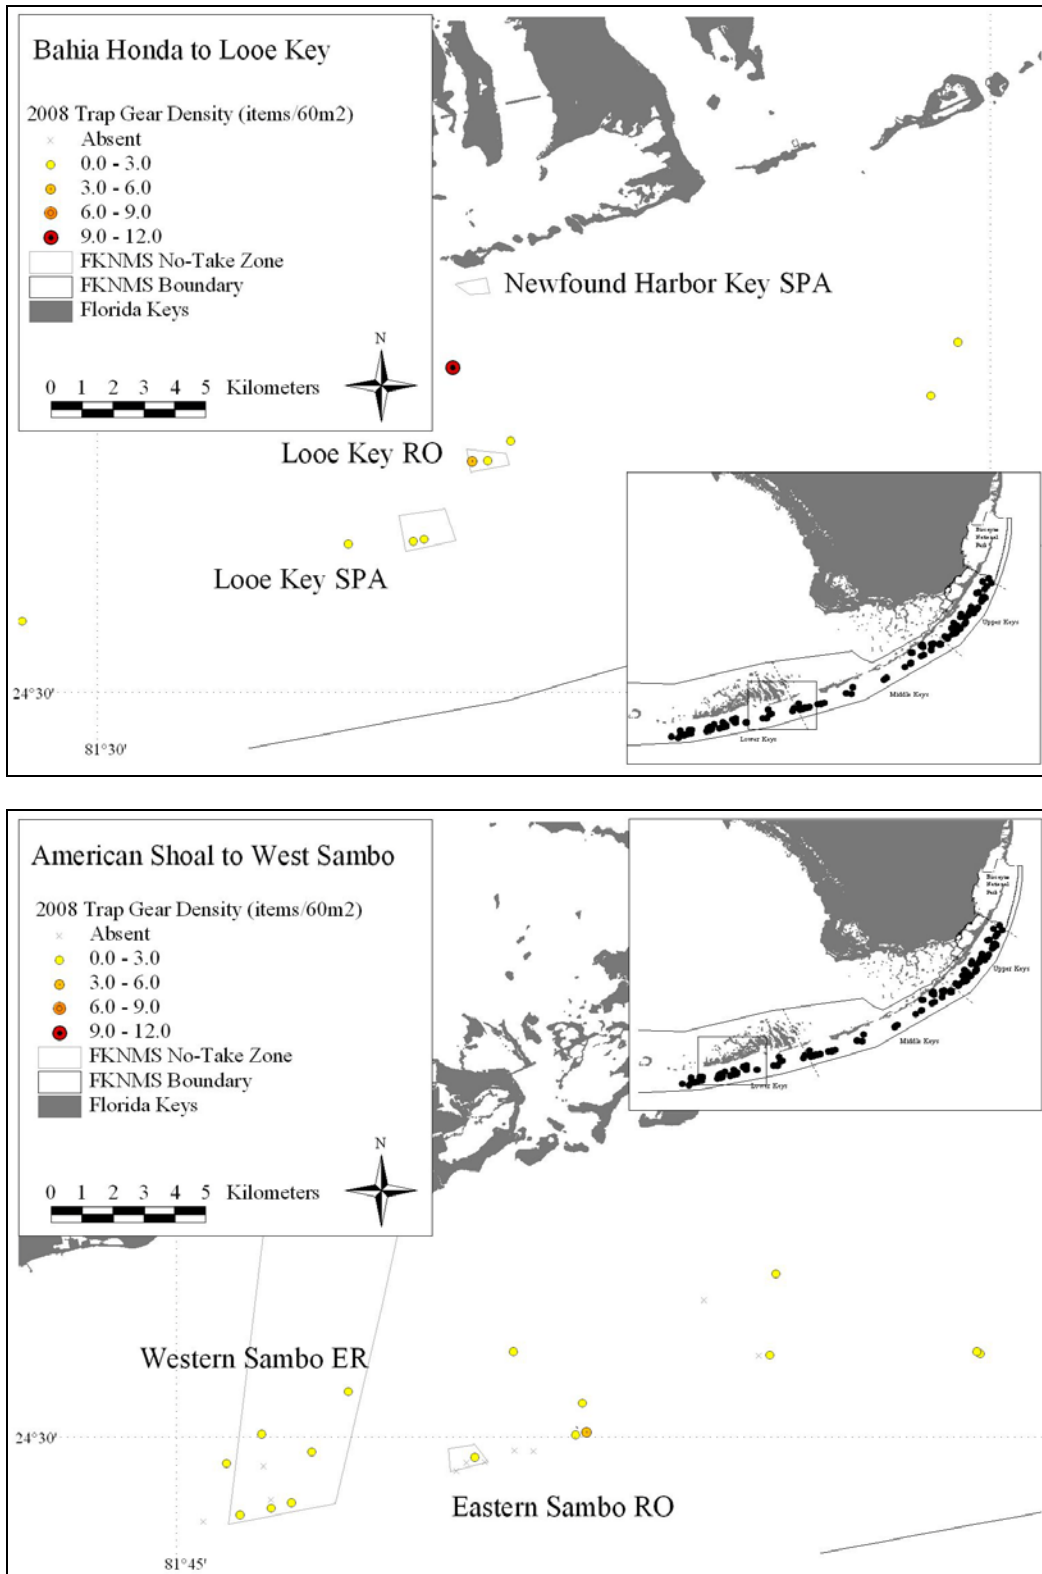 Bahia Honda to Looe Key
2008 Trap Gear Density (items/60m2)
Absent
0.0 - 3.0
3.0 - 6.0
6.0 - 9.0
9.0 - 12.0
FKNMS No-Take Zone
FKNMS Boundary
Florida Keys
N
0 1 2 3 4 5 Kilometers
Newfound Harbor Key SPA
Looe Key RO
Looe Key SPA
24°30'
81°30'
Biscayne
National
Park
Upper Keys
Middle Keys
Lower Keys
American Shoal to West Sambo
2008 Trap Gear Density (items/60m2)
Absent
0.0 - 3.0
3.0 - 6.0
6.0 - 9.0
9.0 - 12.0
FKNMS No-Take Zone
FKNMS Boundary
Florida Keys
N
0 1 2 3 4 5 Kilometers
Biscayne
National
Park
Upper Keys
Middle Keys
Lower Keys
Western Sambo ER
24°30'
Eastern Sambo RO
81°45'